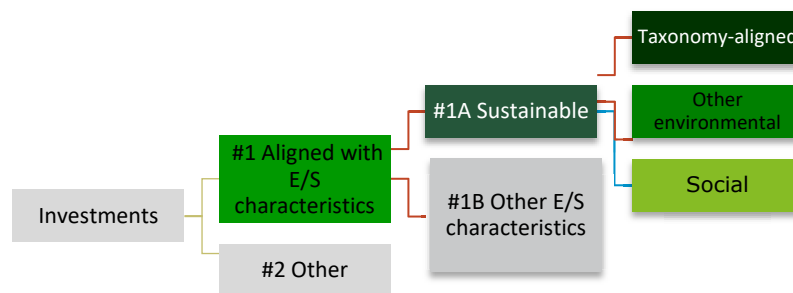 Taxonomy-aligned
#1A Sustainable
Other
environmental
#1 Aligned with
E/S
characteristics
Social
#1B Other E/S
characteristics
Investments
#2 Other